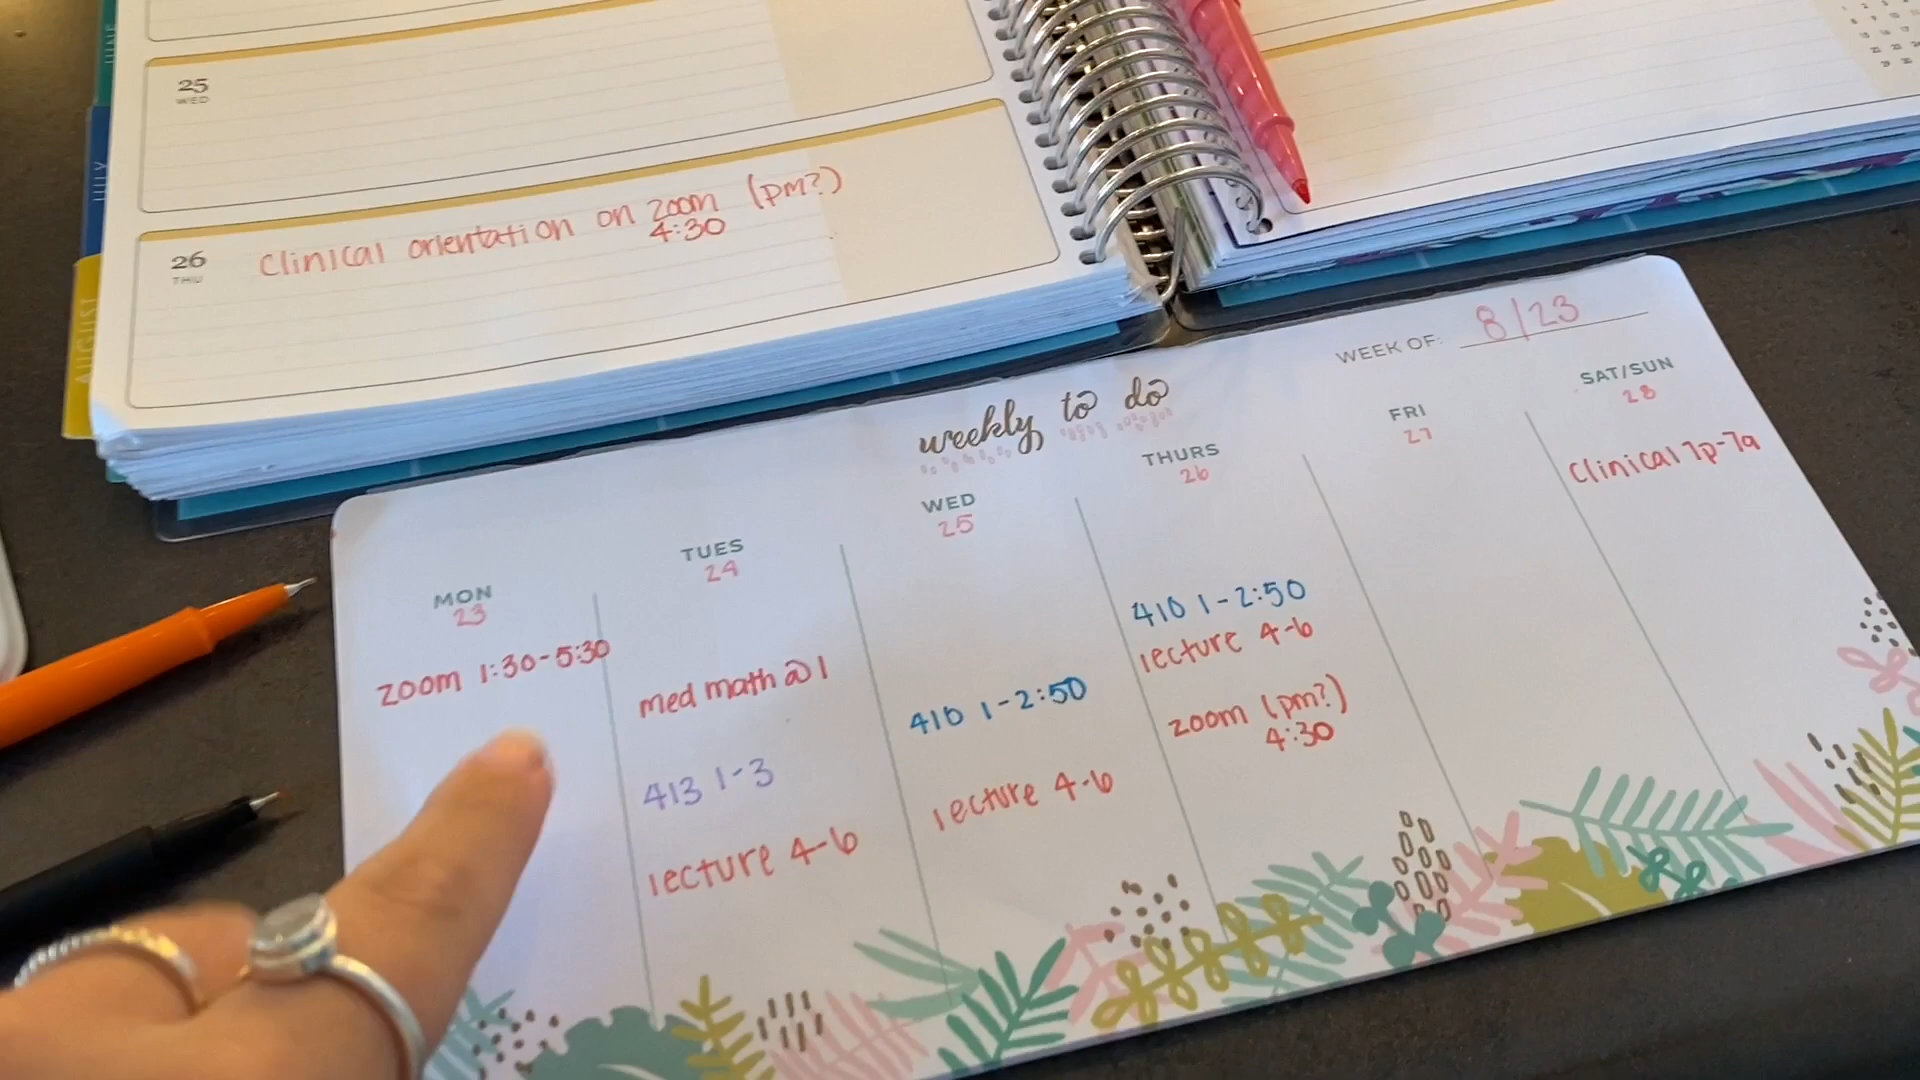 JUNE
JULY
AUGUST
25
WED
26
THU
Clinical orientation on zoom (pm?)
4:30
weekly to do
WEEK OF: 8/23
MON
23
zoom 1:30-5:30
TUES
24
med math @ 1
413 1-3
lecture 4-6
WED
25
410 1-2:50
lecture 4-6
THURS
26
410 1-2:50
lecture 4-6
zoom (pm?)
4:30
FRI
27
SAT/SUN
28
Clinical 7p-7a